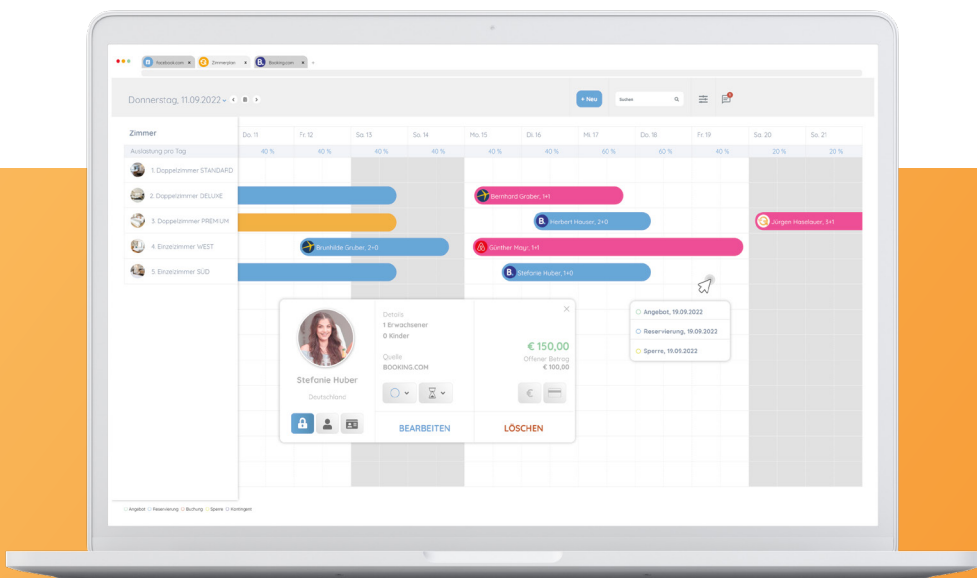 facebook.com × Zimmerplan × B. Booking.com × +
Donnerstag, 11.09.2022
+ Neu
Suchen
Zimmer
Do. 11 Fr. 12 Sa. 13 So. 14 Mo. 15 Di. 16 Mi. 17 Do. 18 Fr. 19 Sa. 20 So. 21
Auslastung pro Tag: 40 % 40 % 40 % 40 % 40 % 40 % 60 % 60 % 40 % 20 % 20 %
1. Doppelzimmer STANDARD
2. Doppelzimmer DELUXE Bernhard Graber, 1+1
3. Doppelzimmer PREMIUM B. Herbert Hauser, 2+0 Jürgen Haselauer, 1+1
4. Einzelzimmer WEST Brunhilde Gruber, 2+0 Günther Mayr, 1+1
5. Einzelzimmer SÜD B. Stefanie Huber, 1+0
Angebot, 19.09.2022
Reservierung, 19.09.2022
Sperre, 19.09.2022
Stefanie Huber
Deutschland
Details
1 Erwachsener
0 Kinder
Quelle
BOOKING.COM
€ 150,00
Offener Betrag
€ 100,00
€
BEARBEITEN
LÖSCHEN
Angebot Reservierung Buchung Sperre Kontingent